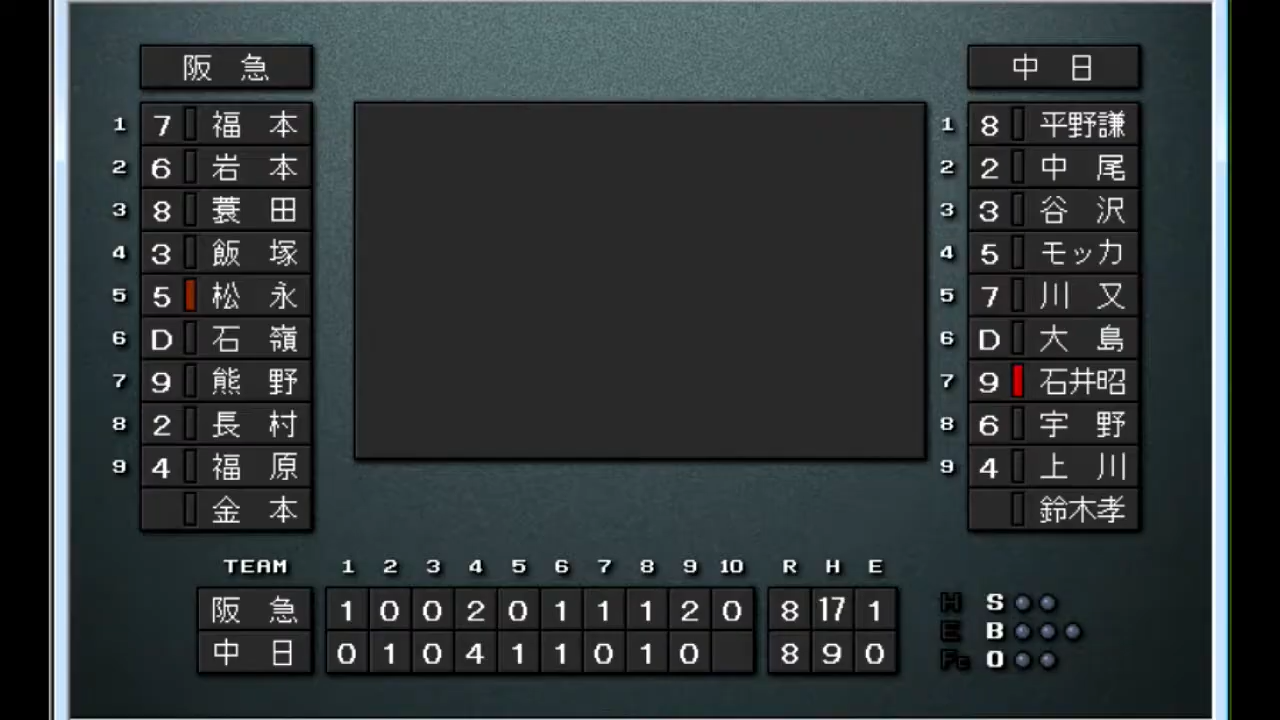 阪 急
1 7 福 本
2 6 岩 本
3 8 蓑 田
4 3 飯 塚
5 5 松 永
6 D 石 嶺
7 9 熊 野
8 2 長 村
9 4 福 原
金 本
中 日
1 8 平野謙
2 2 中 尾
3 3 谷 沢
4 5 モッカ
5 7 川 又
6 D 大 島
7 9 石井昭
8 6 宇 野
9 4 上 川
鈴木孝
TEAM 1 2 3 4 5 6 7 8 9 10 R H E
阪 急 1 0 0 2 0 1 1 1 2 0 8 17 1
中 日 0 1 0 4 1 1 0 1 0 8 9 0
H S
E B
Fc O